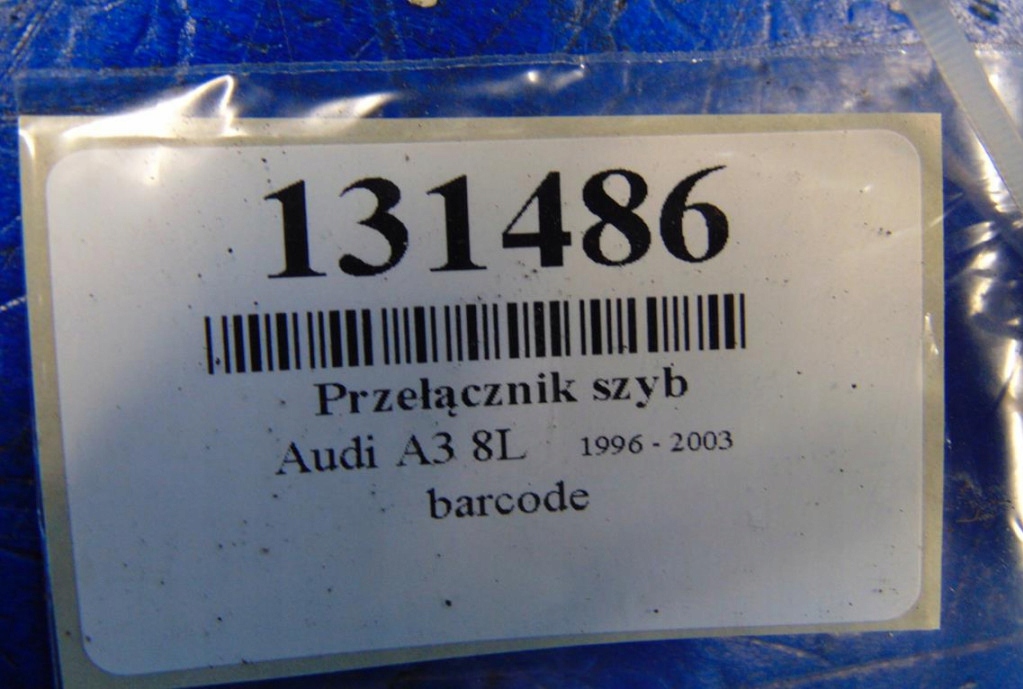 131486
Przełącznik szyb
Audi A3 8L 1996 - 2003
barcode